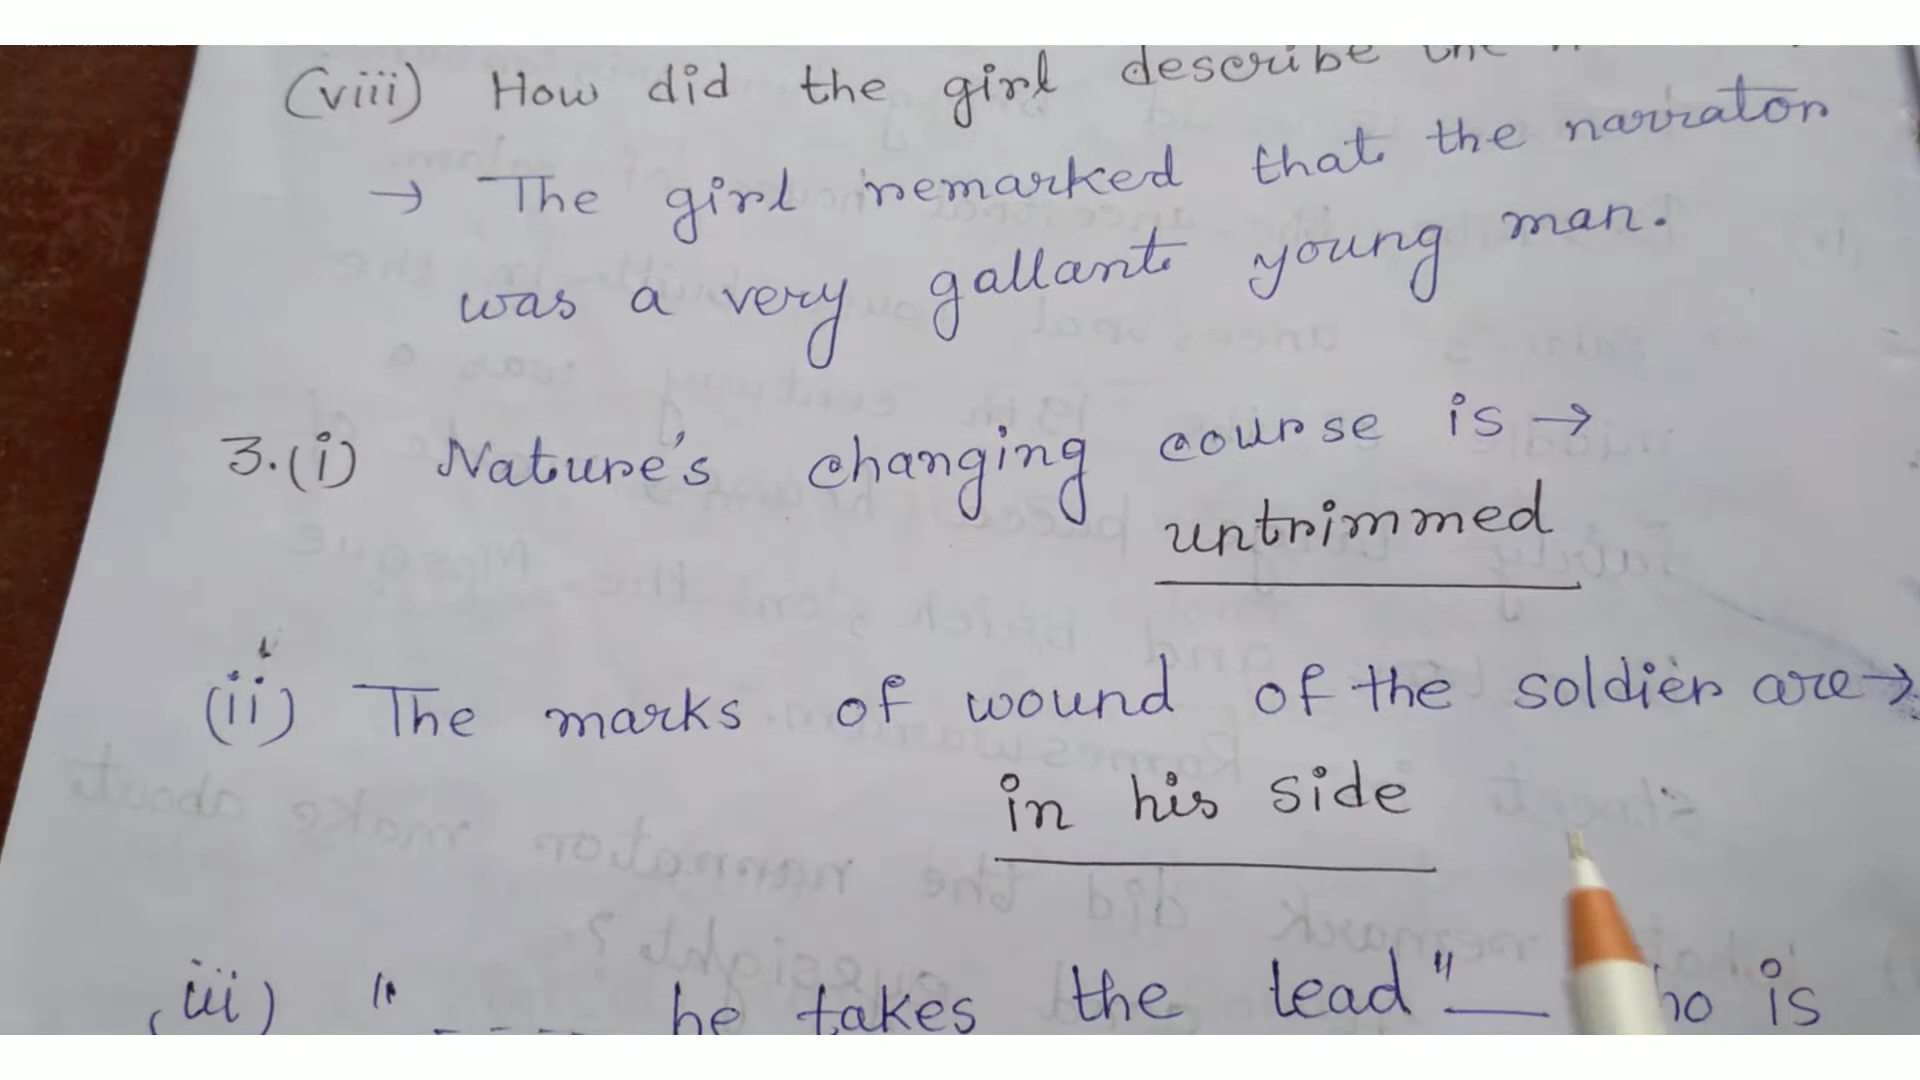 (viii) How did the girl describe the
→ The girl remarked that the narrator
was a very gallant young man.
3.(i) Nature's changing course is →
untrimmed
(ii) The marks of wound of the soldier are →
in his side
iii) "---- he takes the lead" — is